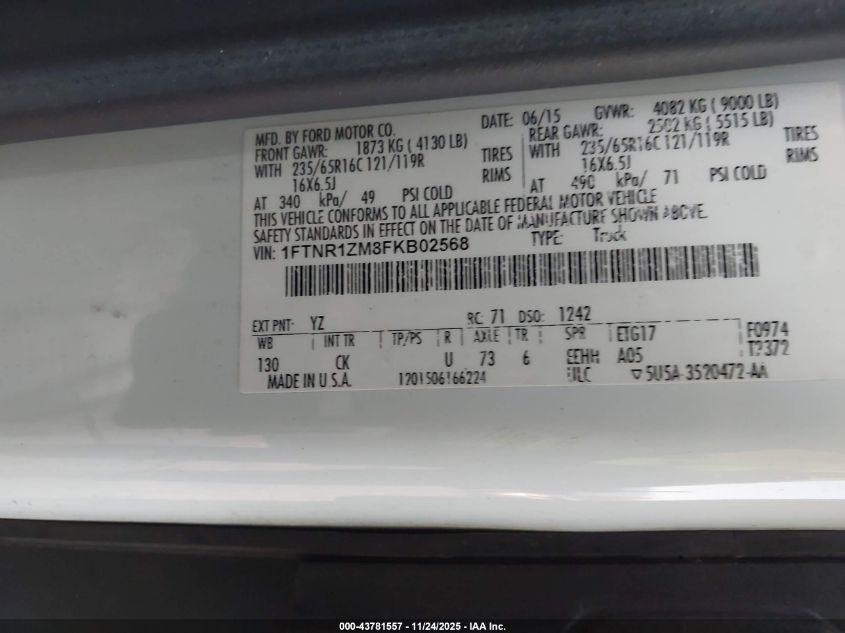 MFD. BY FORD MOTOR CO. DATE: 06/15 GVWR: 4082 KG ( 9000 LB)
FRONT GAWR: 1873 KG ( 4130 LB) REAR GAWR: 2502 KG ( 5515 LB)
WITH 235/65R16C 121/119R TIRES WITH 235/65R16C 121/119R TIRES
16X6.5J RIMS 16X6.5J RIMS
AT 340 kPa/ 49 PSI COLD AT 490 kPa/ 71 PSI COLD
THIS VEHICLE CONFORMS TO ALL APPLICABLE FEDERAL MOTOR VEHICLE
SAFETY STANDARDS IN EFFECT ON THE DATE OF MANUFACTURE SHOWN ABOVE.
VIN: 1FTNR1ZM8FKB02568 TYPE: Truck
EXT PNT: YZ RC: 71 DSO: 1242
WB INT TR TP/PS R AXLE TR SPR ETG17 F0974
130 CK U 73 6 EEHH A05 T3372
MADE IN U.S.A. 1201506166224 5U5A-3520472-AA
000-43781557 - 11/24/2025 - IAA Inc.